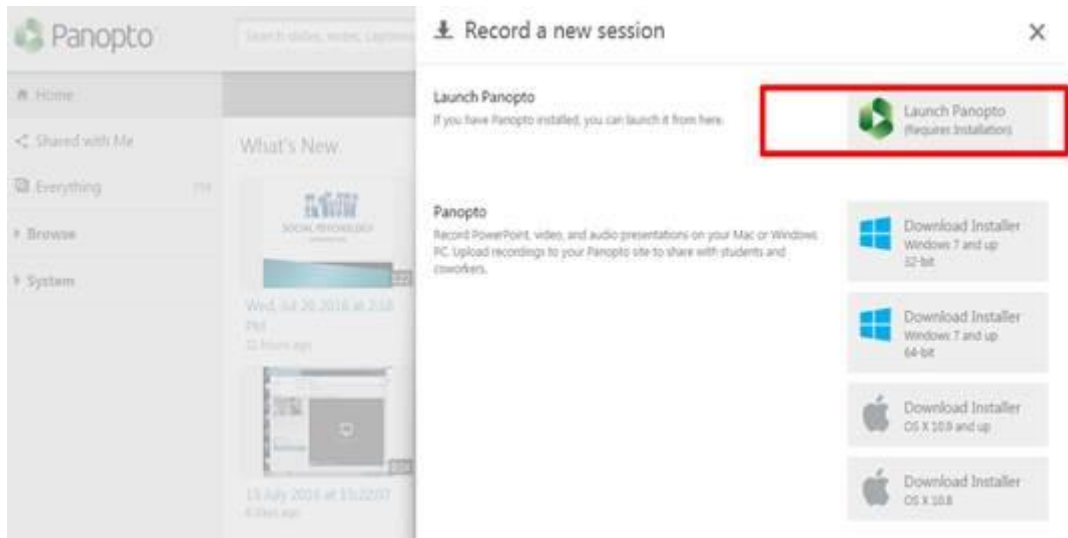 Panopto
Search slides, notes, captions
Home
Shared with Me
Everything
Browse
System
What's New
SOCIAL PSYCHOLOGY
Wed, Jul 20 2016 at 2:18
PM
hours ago
15 July 2016 at 15:22:07
6 days ago
Record a new session
Launch Panopto
If you have Panopto installed, you can launch it from here.
Launch Panopto
(Requires Installation)
Panopto
Record PowerPoint, video, and audio presentations on your Mac or Windows
PC. Upload recordings to your Panopto site to share with students and
coworkers.
Download Installer
Windows 7 and up
32-bit
Download Installer
Windows 7 and up
64-bit
Download Installer
OS X 10.9 and up
Download Installer
OS X 10.8